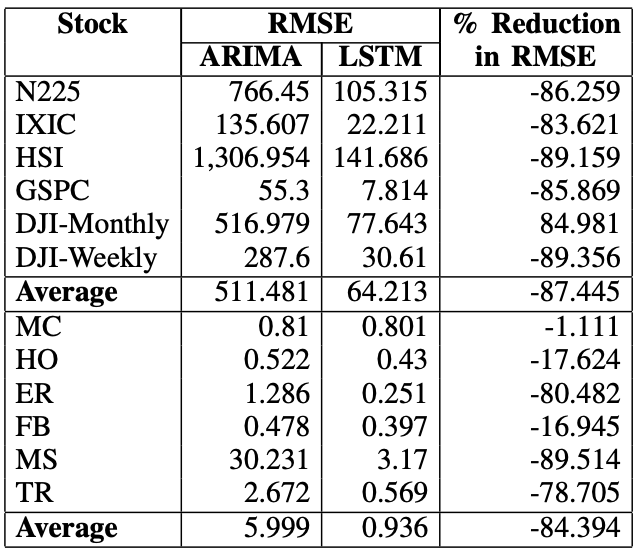 Stock RMSE % Reduction
ARIMA LSTM in RMSE
N225 766.45 105.315 -86.259
IXIC 135.607 22.211 -83.621
HSI 1,306.954 141.686 -89.159
GSPC 55.3 7.814 -85.869
DJI-Monthly 516.979 77.643 84.981
DJI-Weekly 287.6 30.61 -89.356
Average 511.481 64.213 -87.445
MC 0.81 0.801 -1.111
HO 0.522 0.43 -17.624
ER 1.286 0.251 -80.482
FB 0.478 0.397 -16.945
MS 30.231 3.17 -89.514
TR 2.672 0.569 -78.705
Average 5.999 0.936 -84.394